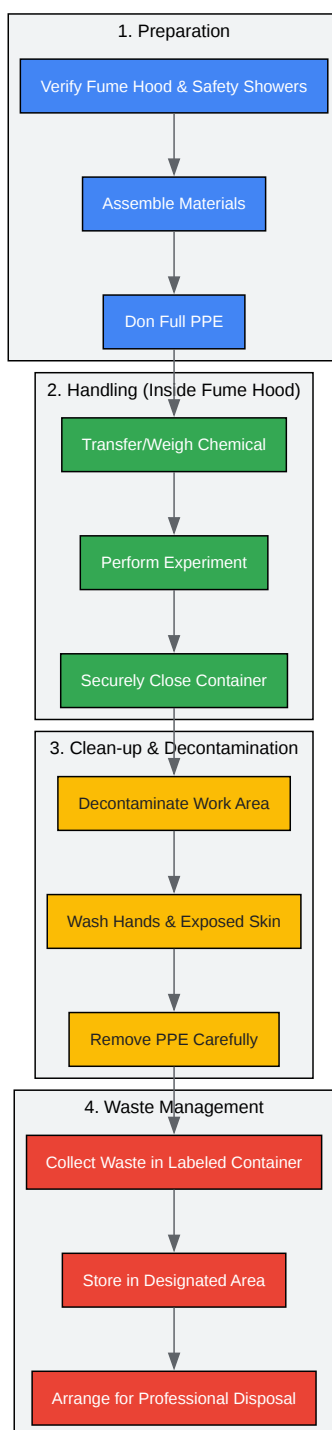 1. Preparation
Verify Fume Hood & Safety Showers
Assemble Materials
Don Full PPE
2. Handling (Inside Fume Hood)
Transfer/Weigh Chemical
Perform Experiment
Securely Close Container
3. Clean-up & Decontamination
Decontaminate Work Area
Wash Hands & Exposed Skin
Remove PPE Carefully
4. Waste Management
Collect Waste in Labeled Container
Store in Designated Area
Arrange for Professional Disposal